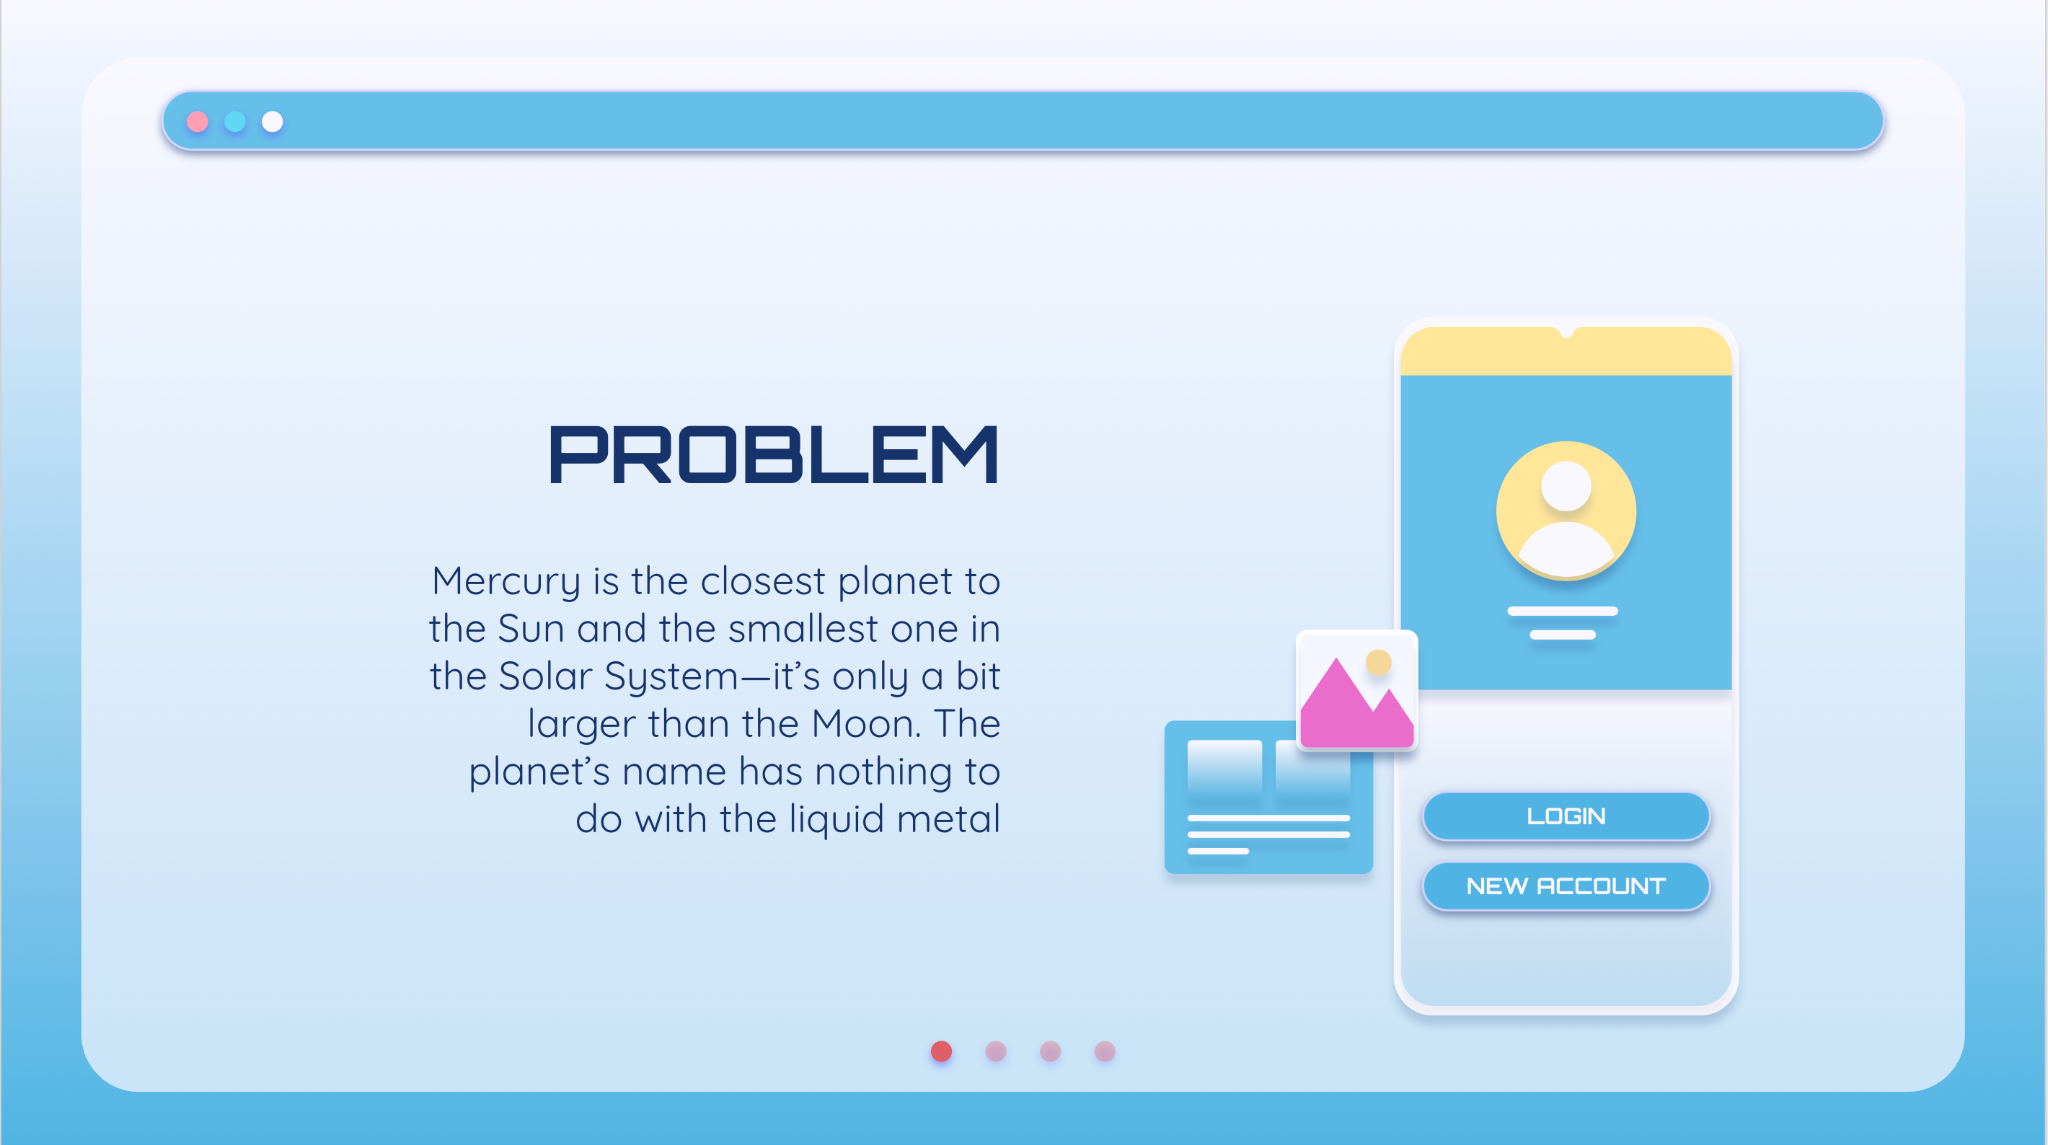 PROBLEM
Mercury is the closest planet to
the Sun and the smallest one in
the Solar System—it’s only a bit
larger than the Moon. The
planet’s name has nothing to
do with the liquid metal
LOGIN
NEW ACCOUNT